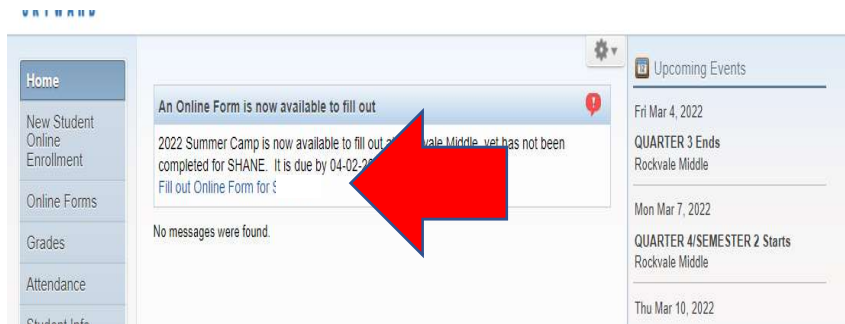 Home
New Student
Online
Enrollment
Online Forms
Grades
Attendance
An Online Form is now available to fill out
2022 Summer Camp is now available to fill out Middle, yet has not been
completed for SHANE. It is due by 04-02-
Fill out Online Form for S
No messages were found.
Upcoming Events
Fri Mar 4, 2022
QUARTER 3 Ends
Rockvale Middle
Mon Mar 7, 2022
QUARTER 4/SEMESTER 2 Starts
Rockvale Middle
Thu Mar 10, 2022